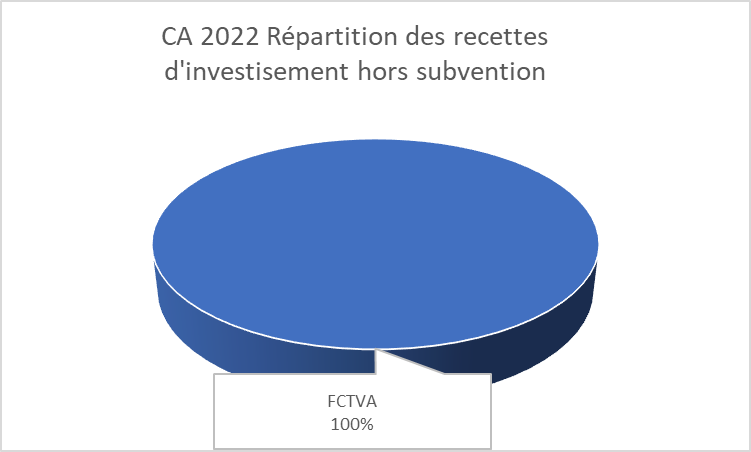 CA 2022 Répartition des recettes
d'investisement hors subvention
FCTVA
100%